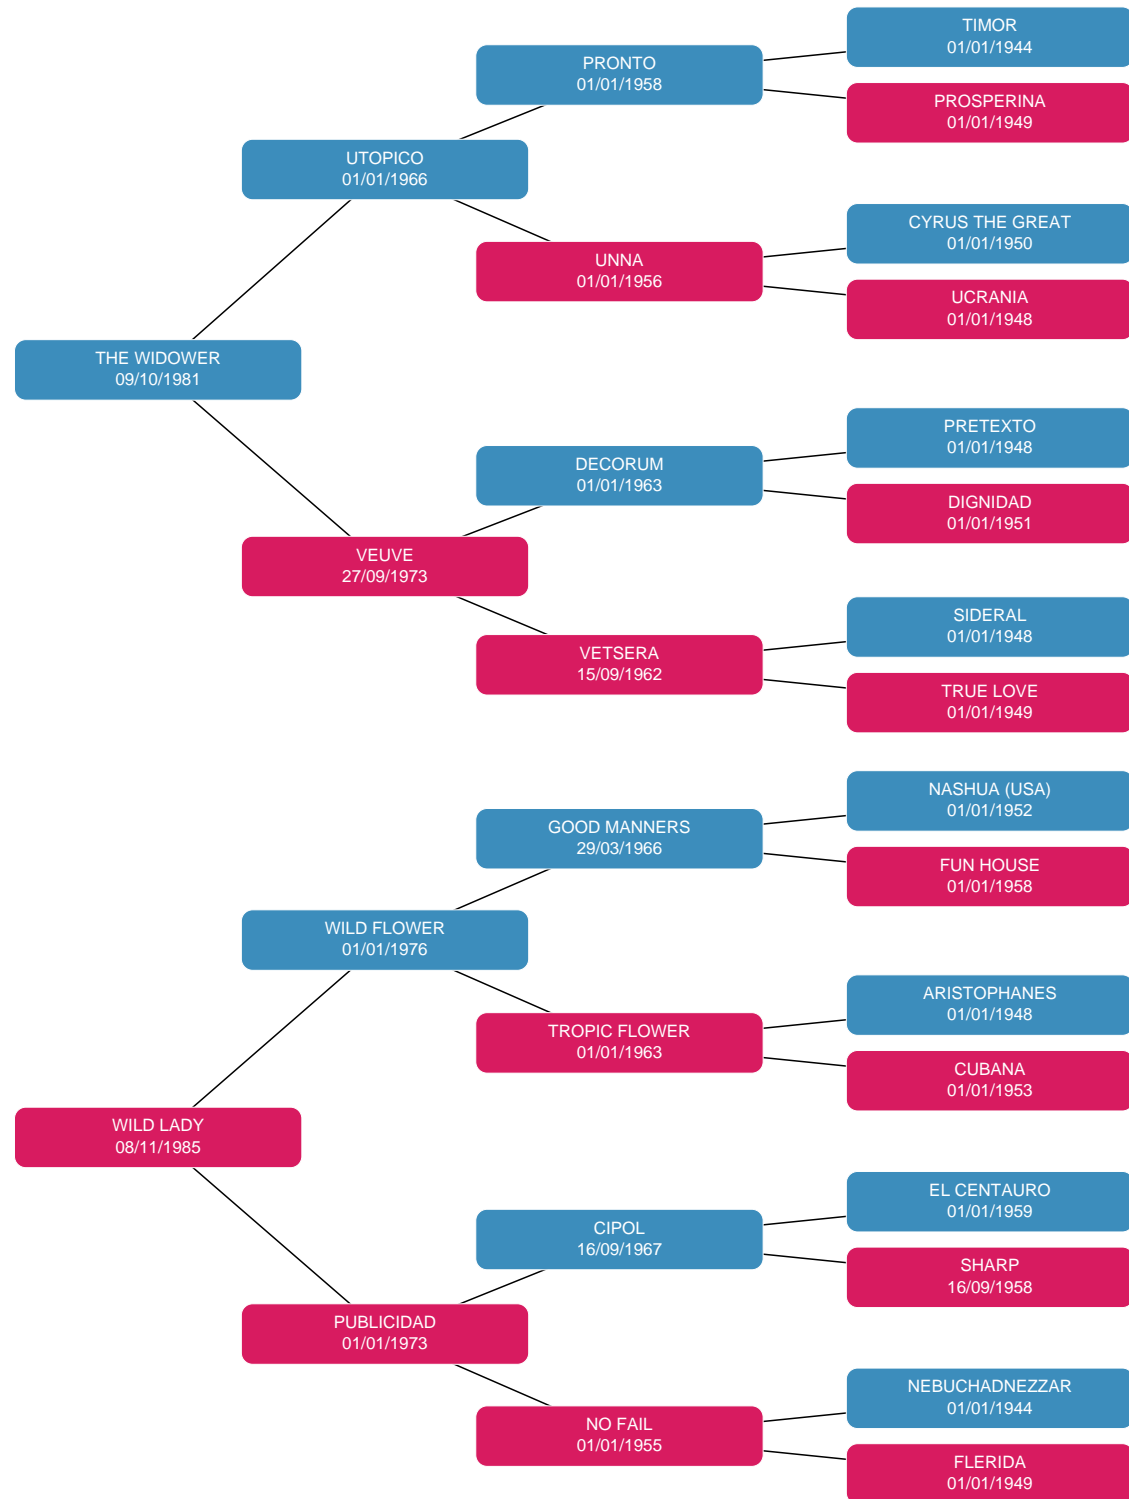 TIMOR
01/01/1944
PRONTO
01/01/1958
PROSPERINA
01/01/1949
UTOPICO
01/01/1966
CYRUS THE GREAT
01/01/1950
UNNA
01/01/1956
UCRANIA
01/01/1948
THE WIDOWER
09/10/1981
PRETEXTO
01/01/1948
DECORUM
01/01/1963
DIGNIDAD
01/01/1951
VEUVE
27/09/1973
SIDERAL
01/01/1948
VETSERA
15/09/1962
TRUE LOVE
01/01/1949
NASHUA (USA)
01/01/1952
GOOD MANNERS
29/03/1966
FUN HOUSE
01/01/1958
WILD FLOWER
01/01/1976
ARISTOPHANES
01/01/1948
TROPIC FLOWER
01/01/1963
CUBANA
01/01/1953
WILD LADY
08/11/1985
EL CENTAURO
01/01/1959
CIPOL
16/09/1967
SHARP
16/09/1958
PUBLICIDAD
01/01/1973
NEBUCHADNEZZAR
01/01/1944
NO FAIL
01/01/1955
FLERIDA
01/01/1949